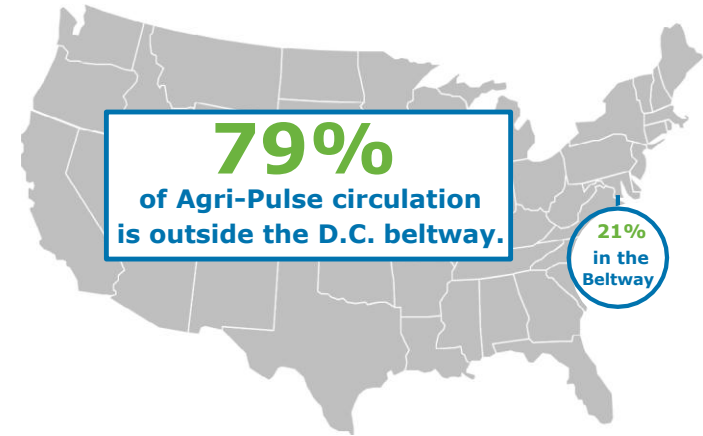 79%
of Agri-Pulse circulation
is outside the D.C. beltway.
21%
in the
Beltway